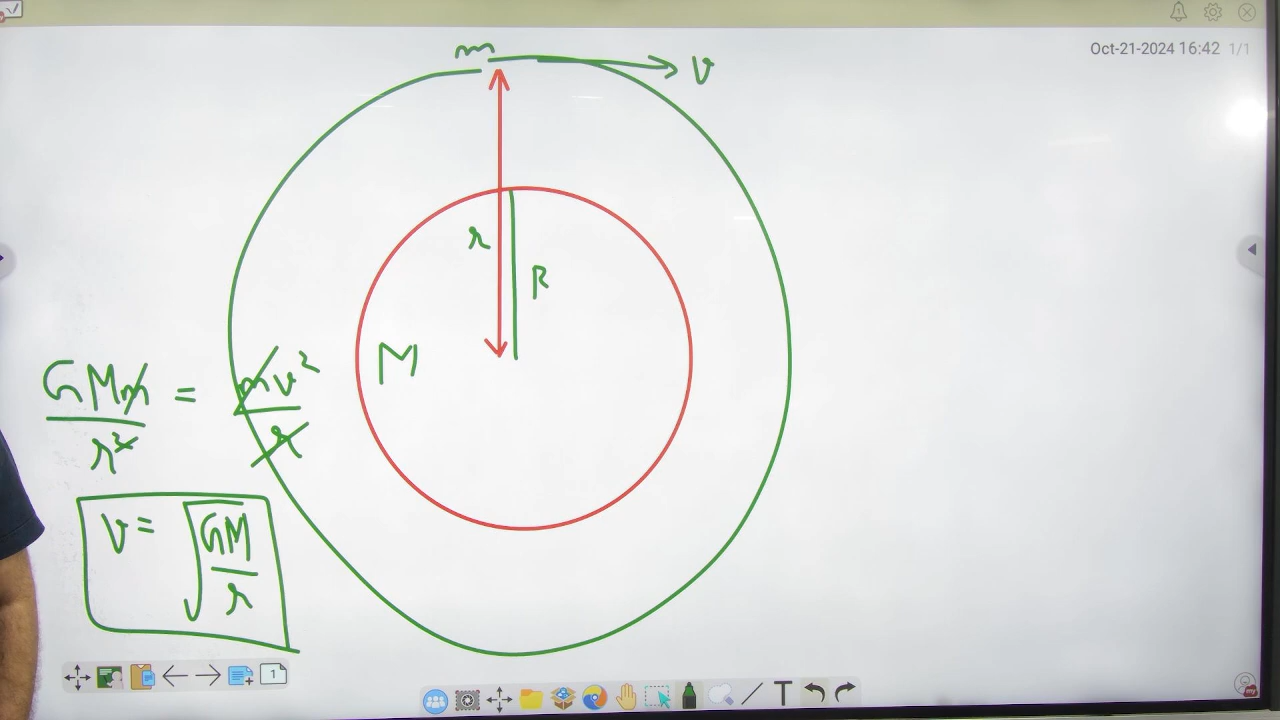 Oct-21-2024 16:42 1/1
m
v
r
R
M
GMm/r² = mv²/r
v = √(GM/r)
1
T